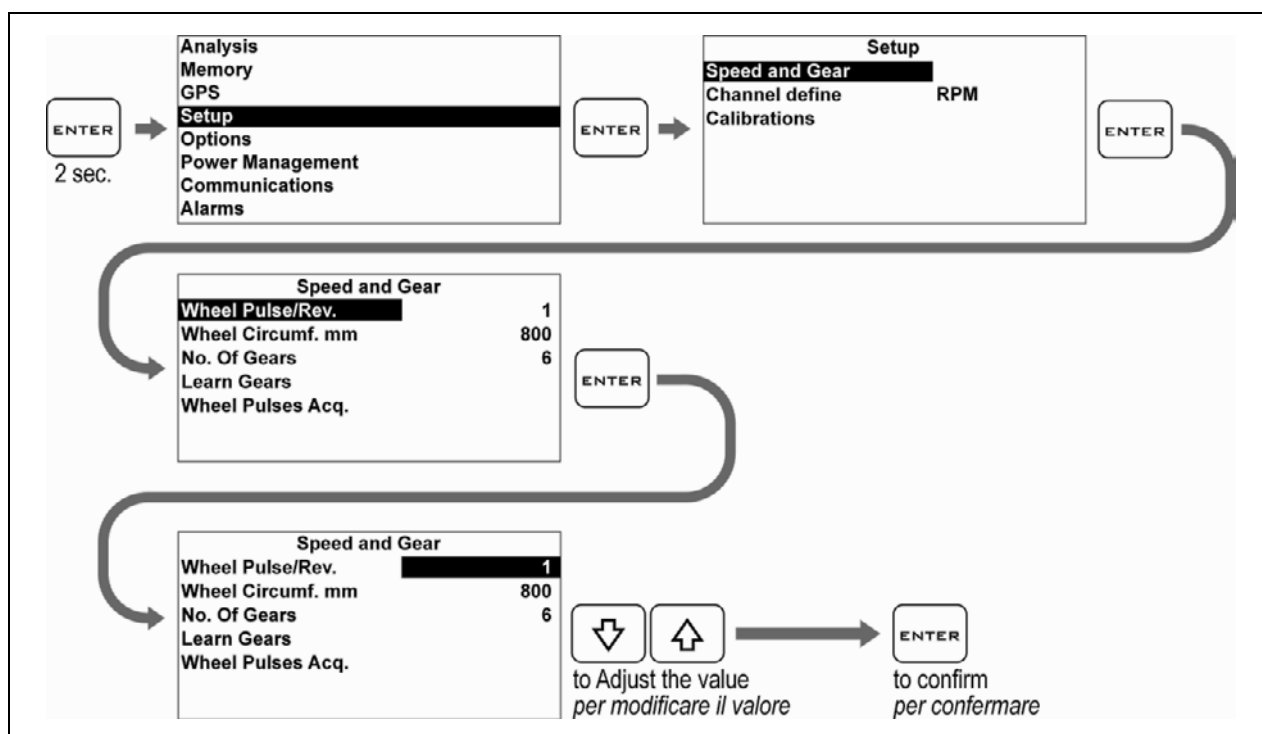 ENTER
2 sec.
Analysis
Memory
GPS
Setup
Options
Power Management
Communications
Alarms
ENTER
Setup
Speed and Gear
Channel define RPM
Calibrations
ENTER
Speed and Gear
Wheel Pulse/Rev. 1
Wheel Circumf. mm 800
No. Of Gears 6
Learn Gears
Wheel Pulses Acq.
ENTER
Speed and Gear
Wheel Pulse/Rev. 1
Wheel Circumf. mm 800
No. Of Gears 6
Learn Gears
Wheel Pulses Acq.
to Adjust the value
per modificare il valore
ENTER
to confirm
per confermare